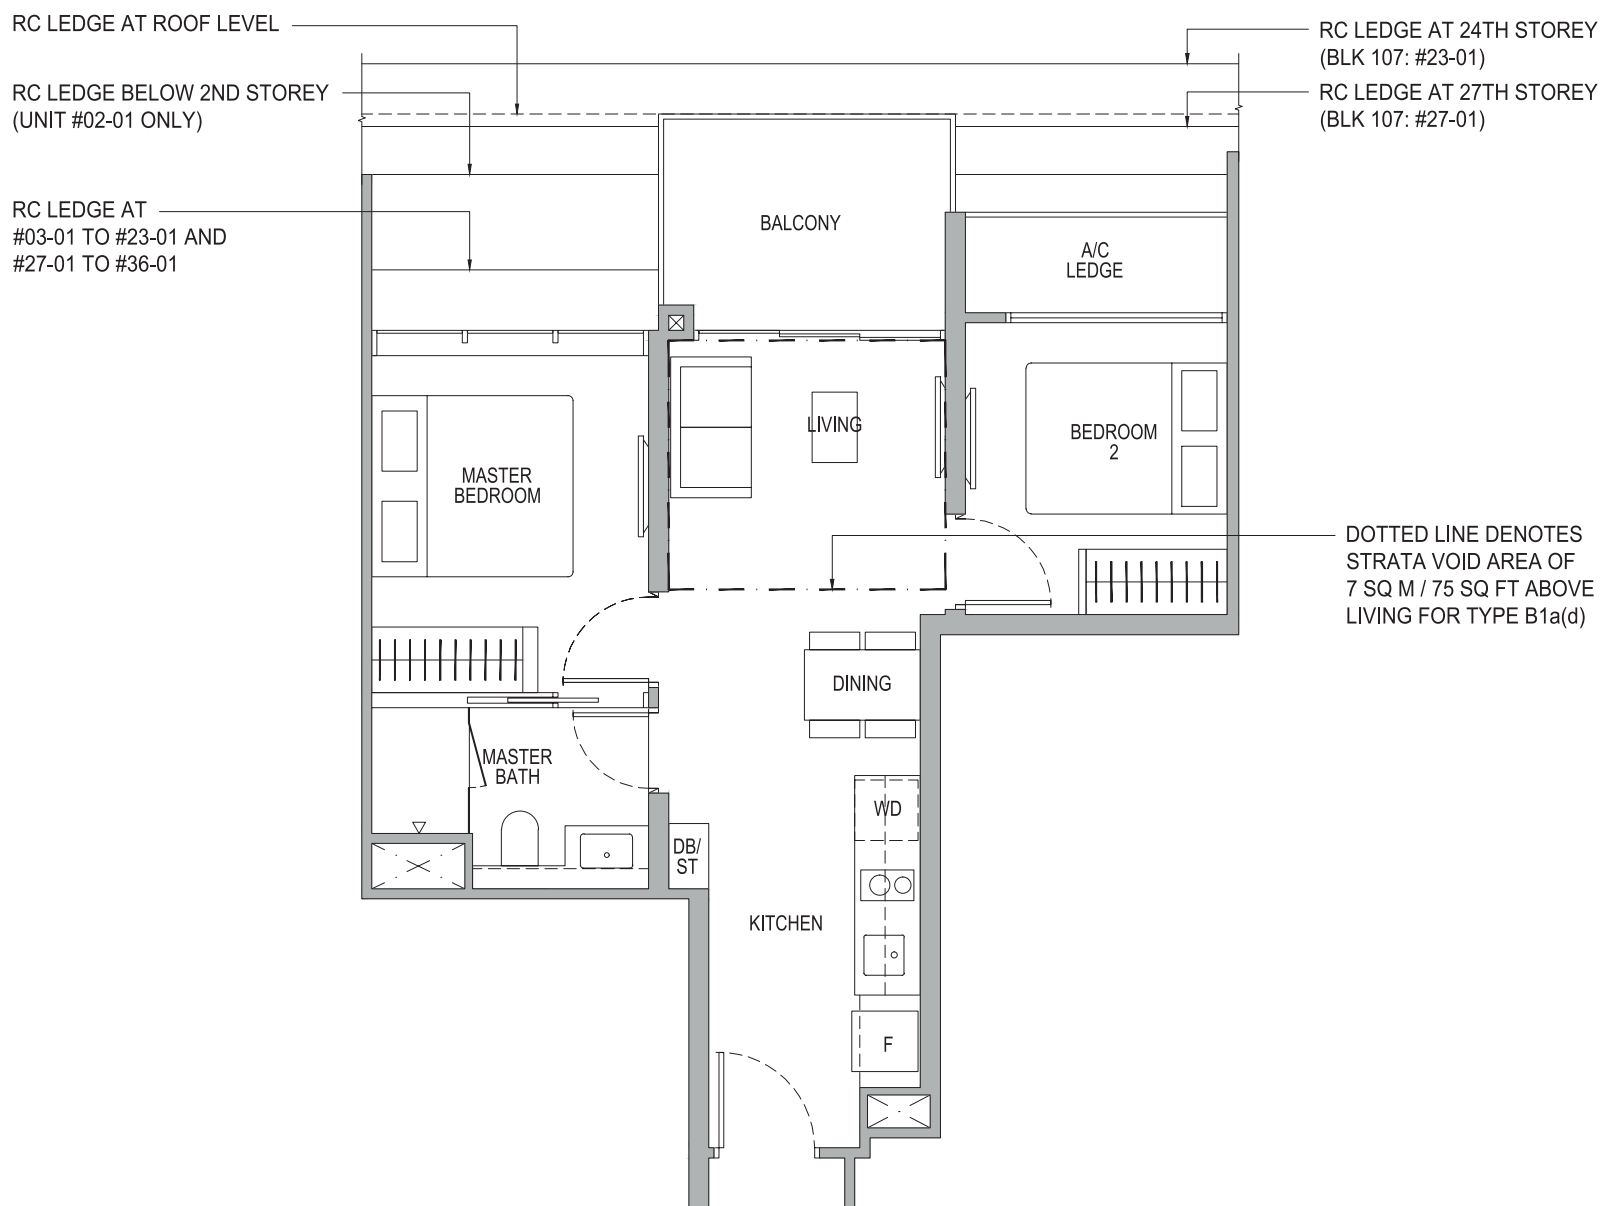 RC LEDGE AT ROOF LEVEL
RC LEDGE BELOW 2ND STOREY
(UNIT #02-01 ONLY)
RC LEDGE AT
#03-01 TO #23-01 AND
#27-01 TO #36-01
RC LEDGE AT 24TH STOREY
(BLK 107: #23-01)
RC LEDGE AT 27TH STOREY
(BLK 107: #27-01)
BALCONY
A/C
LEDGE
LIVING
BEDROOM
2
MASTER
BEDROOM
DOTTED LINE DENOTES
STRATA VOID AREA OF
7 SQ M / 75 SQ FT ABOVE
LIVING FOR TYPE B1a(d)
DINING
MASTER
BATH
WD
DB/
ST
KITCHEN
F